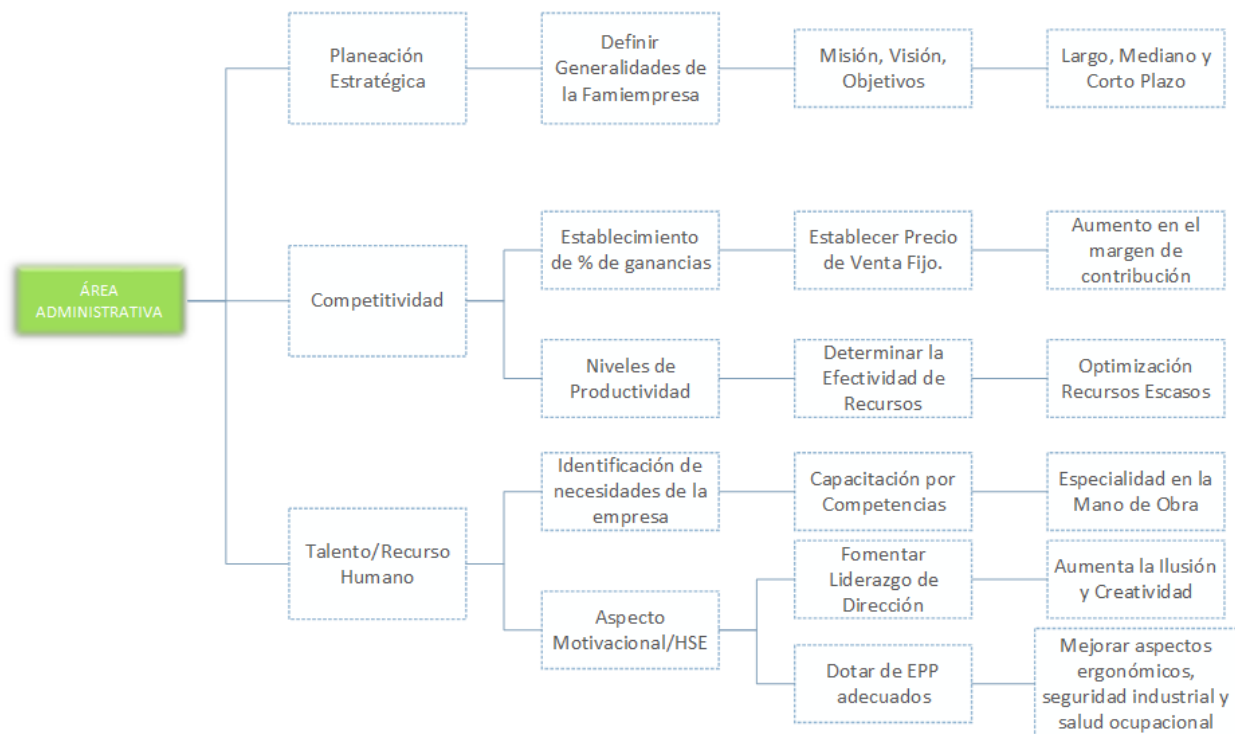 Planeación
Estratégica
Definir
Generalidades de
la Famiempresa
Misión, Visión,
Objetivos
Largo, Mediano y
Corto Plazo
ÁREA
ADMINISTRATIVA
Competitividad
Establecimiento
de % de ganancias
Establecer Precio
de Venta Fijo.
Aumento en el
margen de
contribución
Niveles de
Productividad
Determinar la
Efectividad de
Recursos
Optimización
Recursos Escasos
Talento/Recurso
Humano
Identificación de
necesidades de la
empresa
Capacitación por
Competencias
Especialidad en la
Mano de Obra
Aspecto
Motivacional/HSE
Fomentar
Liderazgo de
Dirección
Aumenta la Ilusión
y Creatividad
Dotar de EPP
adecuados
Mejorar aspectos
ergonómicos,
seguridad industrial y
salud ocupacional